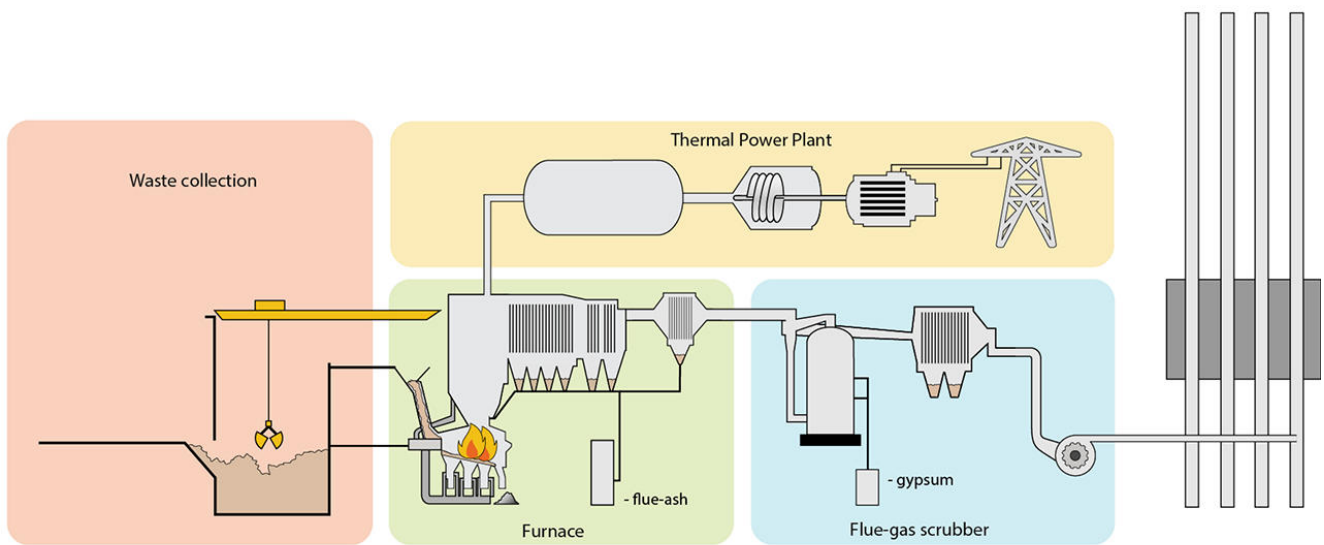 Thermal Power Plant
Waste collection
- flue-ash
- gypsum
Furnace
Flue-gas scrubber